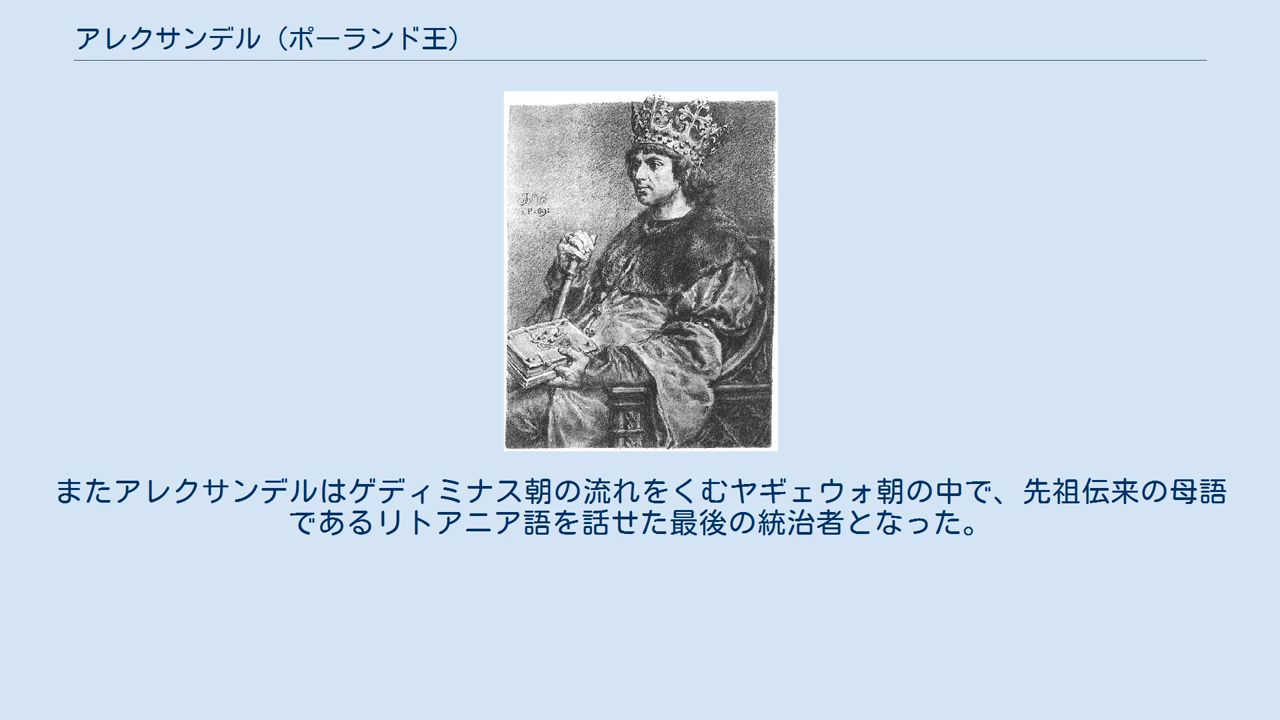 アレクサンデル（ポーランド王）
またアレクサンデルはゲディミナス朝の流れをくむヤギェウォ朝の中で、先祖伝来の母語
であるリトアニア語を話せた最後の統治者となった。